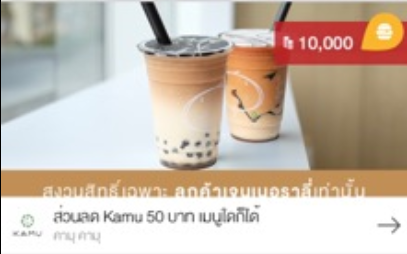 10,000
สงวนสิทธิ์เฉพาะ ลูกค้าเจนเนอราลี่เท่านั้น
ส่วนลด Kamu 50 บาท เมนูใดก็ได้
KAMU
คามุ คามุ